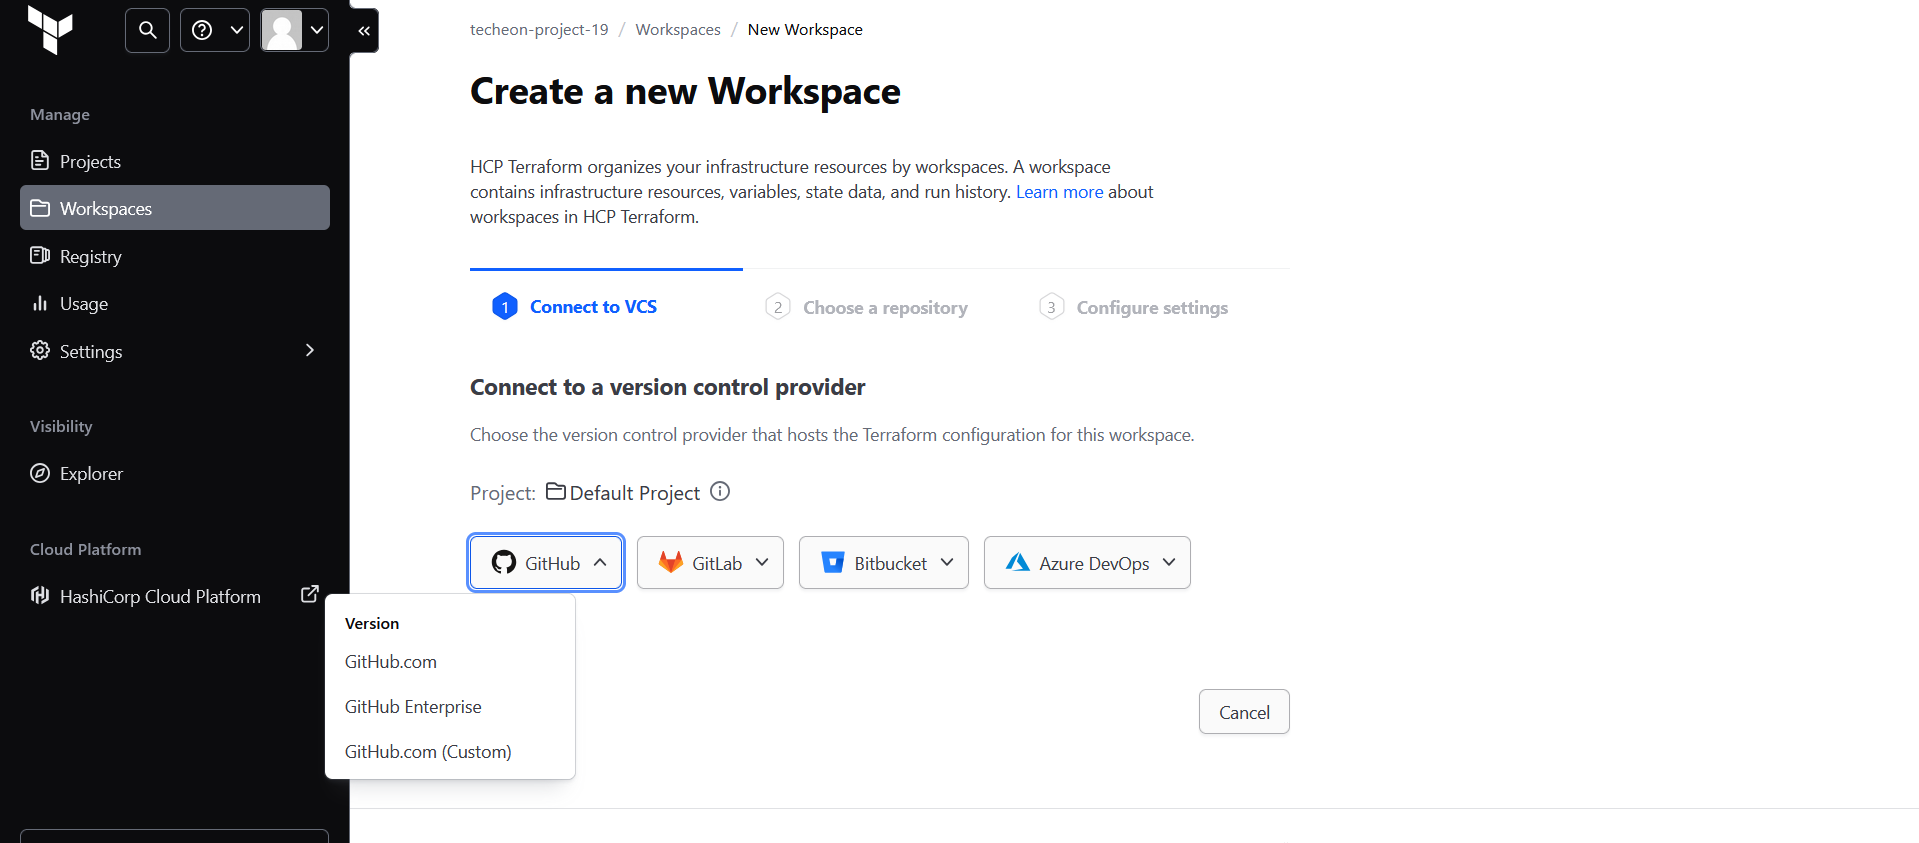 Manage
Projects
Workspaces
Registry
Usage
Settings
Visibility
Explorer
Cloud Platform
HashiCorp Cloud Platform
techeon-project-19 / Workspaces / New Workspace
Create a new Workspace
HCP Terraform organizes your infrastructure resources by workspaces. A workspace
contains infrastructure resources, variables, state data, and run history. Learn more about
workspaces in HCP Terraform.
1 Connect to VCS
2 Choose a repository
3 Configure settings
Connect to a version control provider
Choose the version control provider that hosts the Terraform configuration for this workspace.
Project: Default Project
GitHub
GitLab
Bitbucket
Azure DevOps
Version
GitHub.com
GitHub Enterprise
GitHub.com (Custom)
Cancel